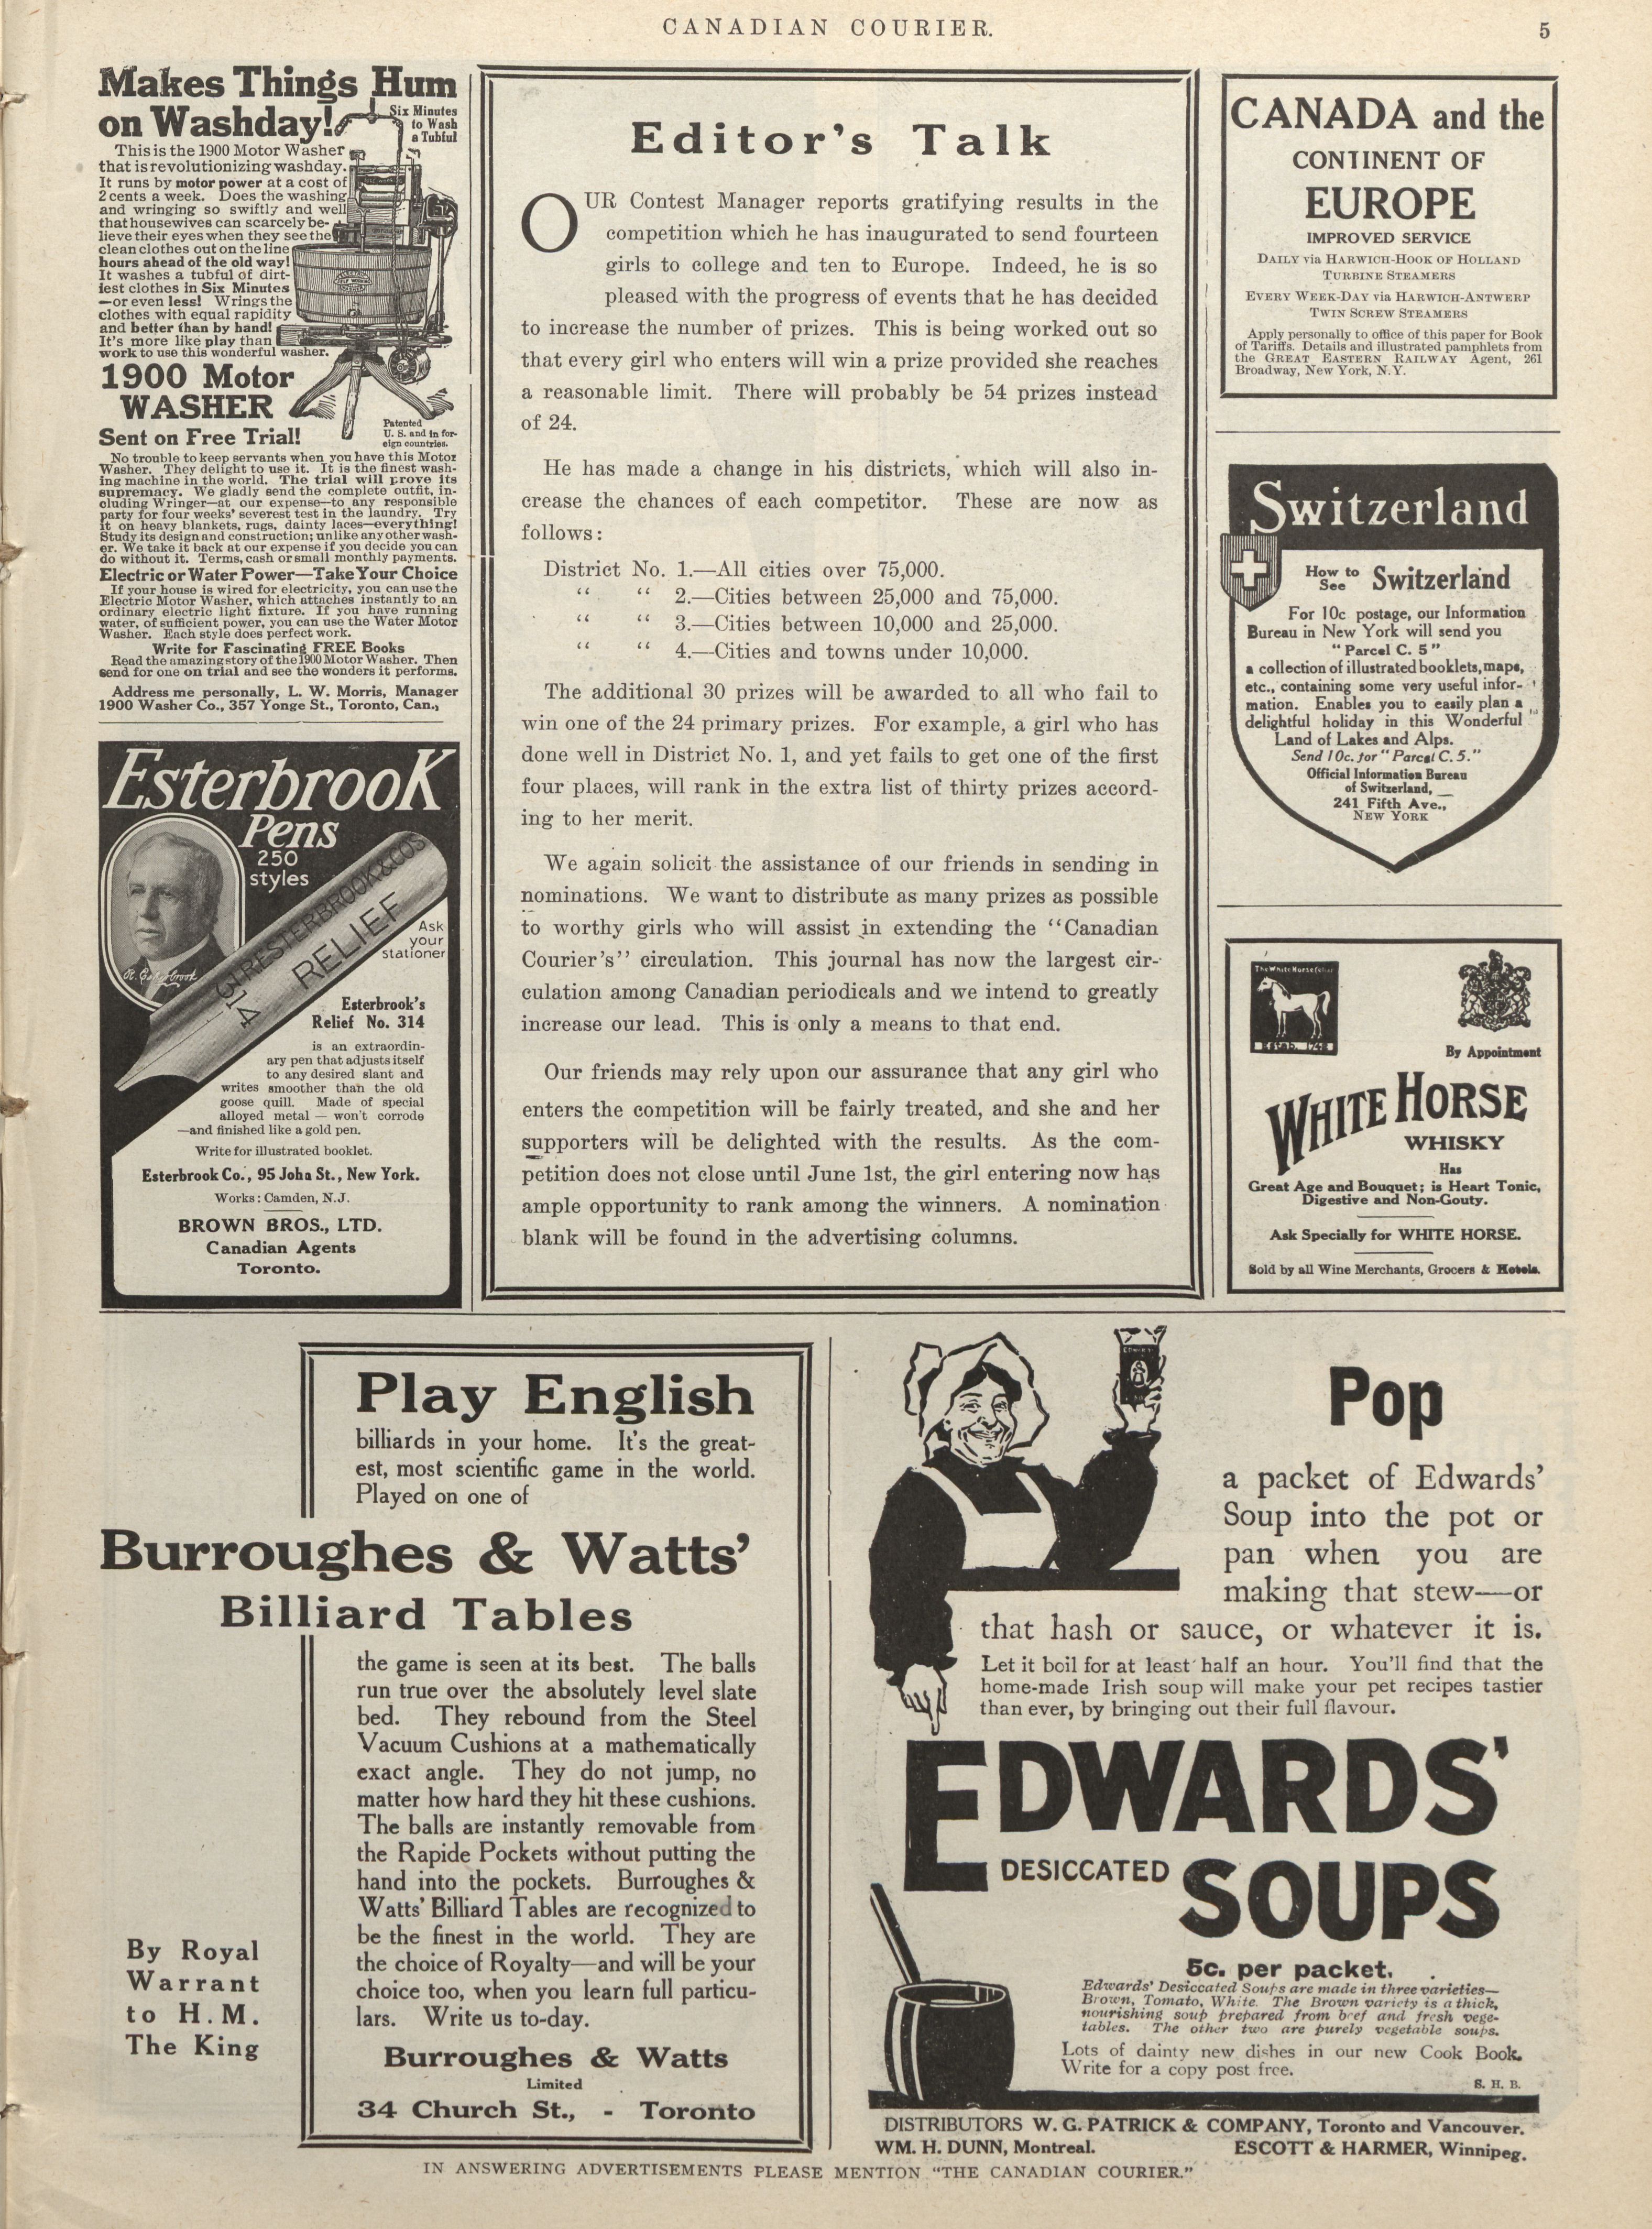 CANADIAN COURIER.
5
Makes Things Hum
on Washday!
Six Minutes
to Wash
a Tubful
This is the 1900 Motor Washer
that is revolutionizing washday.
It runs by motor power at a cost of
2 cents a week. Does the washing
and wringing so swiftly and well
that housewives can scarcely be-
lieve their eyes when they see the
clean clothes out on the line
hours ahead of the old way!
It washes a tubful of dirt-
iest clothes in Six Minutes
—or even less! Wrings the
clothes with equal rapidity
and better than by hand!
It's more like play than
work to use this wonderful washer.
1900 Motor
WASHER
Sent on Free Trial!
Patented
U. S. and in for-
eign countries.
No trouble to keep servants when you have this Motor
Washer. They delight to use it. It is the finest wash-
ing machine in the world. The trial will prove its
supremacy. We gladly send the complete outfit, in-
cluding Wringer—at our expense—to any responsible
party for four weeks' severest test in the laundry. Try
it on heavy blankets, rugs, dainty laces—everything!
Study its design and construction; unlike any other wash-
er. We take it back at our expense if you decide you can
do without it. Terms, cash or small monthly payments.
Electric or Water Power—Take Your Choice
If your house is wired for electricity, you can use the
Electric Motor Washer, which attaches instantly to an
ordinary electric light fixture. If you have running
water, of sufficient power, you can use the Water Motor
Washer. Each style does perfect work.
Write for Fascinating FREE Books
Read the amazing story of the 1900 Motor Washer. Then
send for one on trial and see the wonders it performs.
Address me personally, L. W. Morris, Manager
1900 Washer Co., 357 Yonge St., Toronto, Can.,
Esterbrook
Pens
250
styles
R. Esterbrook
R. ESTERBROOK & CO'S
RELIEF
314
Ask
your
stationer
Esterbrook's
Relief No. 314
is an extraordin-
ary pen that adjusts itself
to any desired slant and
writes smoother than the old
goose quill. Made of special
alloyed metal — won't corrode
—and finished like a gold pen.
Write for illustrated booklet.
Esterbrook Co., 95 John St., New York.
Works: Camden, N.J.
BROWN BROS., LTD.
Canadian Agents
Toronto.
Editor's Talk
OUR Contest Manager reports gratifying results in the
competition which he has inaugurated to send fourteen
girls to college and ten to Europe. Indeed, he is so
pleased with the progress of events that he has decided
to increase the number of prizes. This is being worked out so
that every girl who enters will win a prize provided she reaches
a reasonable limit. There will probably be 54 prizes instead
of 24.
He has made a change in his districts, which will also in-
crease the chances of each competitor. These are now as
follows:
District No. 1.—All cities over 75,000.
“ “ 2.—Cities between 25,000 and 75,000.
“ “ 3.—Cities between 10,000 and 25,000.
“ “ 4.—Cities and towns under 10,000.
The additional 30 prizes will be awarded to all who fail to
win one of the 24 primary prizes. For example, a girl who has
done well in District No. 1, and yet fails to get one of the first
four places, will rank in the extra list of thirty prizes accord-
ing to her merit.
We again solicit the assistance of our friends in sending in
nominations. We want to distribute as many prizes as possible
to worthy girls who will assist in extending the “Canadian
Courier's” circulation. This journal has now the largest cir-
culation among Canadian periodicals and we intend to greatly
increase our lead. This is only a means to that end.
Our friends may rely upon our assurance that any girl who
enters the competition will be fairly treated, and she and her
supporters will be delighted with the results. As the com-
petition does not close until June 1st, the girl entering now has
ample opportunity to rank among the winners. A nomination
blank will be found in the advertising columns.
CANADA and the
CONTINENT OF
EUROPE
IMPROVED SERVICE
DAILY via HARWICH-HOOK OF HOLLAND
TURBINE STEAMERS
EVERY WEEK-DAY via HARWICH-ANTWERP
TWIN SCREW STEAMERS
Apply personally to office of this paper for Book
of Tariffs. Details and illustrated pamphlets from
the GREAT EASTERN RAILWAY Agent, 261
Broadway, New York, N.Y.
Switzerland
How to
See Switzerland
For 10c postage, our Information
Bureau in New York will send you
“Parcel C. 5”
a collection of illustrated booklets, maps,
etc., containing some very useful infor-
mation. Enables you to easily plan a
delightful holiday in this Wonderful
Land of Lakes and Alps.
Send 10c. for “Parcel C. 5.”
Official Information Bureau
of Switzerland,
241 Fifth Ave.,
NEW YORK
The White Horse Cellar
Estab. 1742
By Appointment
WHITE HORSE
WHISKY
Has
Great Age and Bouquet; is Heart Tonic,
Digestive and Non-Gouty.
Ask Specially for WHITE HORSE.
Sold by all Wine Merchants, Grocers & Hotels.
Play English
billiards in your home. It's the great-
est, most scientific game in the world.
Played on one of
Burroughes & Watts'
Billiard Tables
the game is seen at its best. The balls
run true over the absolutely level slate
bed. They rebound from the Steel
Vacuum Cushions at a mathematically
exact angle. They do not jump, no
matter how hard they hit these cushions.
The balls are instantly removable from
the Rapide Pockets without putting the
hand into the pockets. Burroughes &
Watts' Billiard Tables are recognized to
be the finest in the world. They are
the choice of Royalty—and will be your
choice too, when you learn full particu-
lars. Write us to-day.
By Royal
Warrant
to H.M.
The King
Burroughes & Watts
Limited
34 Church St., - Toronto
Pop
a packet of Edwards'
Soup into the pot or
pan when you are
making that stew—or
that hash or sauce, or whatever it is.
Let it boil for at least half an hour. You'll find that the
home-made Irish soup will make your pet recipes tastier
than ever, by bringing out their full flavour.
EDWARDS'
DESICCATED
SOUPS
5c. per packet.
Edwards' Desiccated Soups are made in three varieties—
Brown, Tomato, White. The Brown variety is a thick,
nourishing soup prepared from beef and fresh vege-
tables. The other two are purely vegetable soups.
Lots of dainty new dishes in our new Cook Book.
Write for a copy post free.
S. H. B.
DISTRIBUTORS W. G. PATRICK & COMPANY, Toronto and Vancouver.
WM. H. DUNN, Montreal. ESCOTT & HARMER, Winnipeg.
IN ANSWERING ADVERTISEMENTS PLEASE MENTION “THE CANADIAN COURIER.”